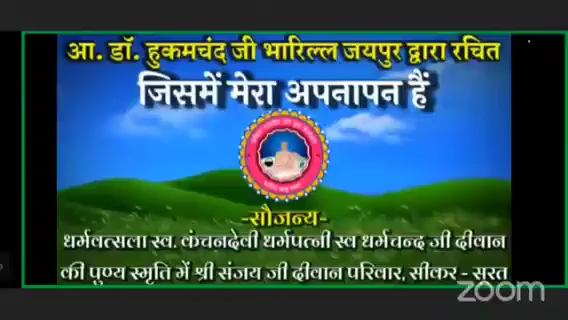 आ. डॉ. हुकमचंद जी भारिल्ल जयपुर द्वारा रचित
जिसमें मेरा अपनापन हैं
-सौजन्य-
धर्मवत्सला स्व. कंचनदेवी धर्मपत्नी स्व धर्मचन्द जी दीवान
की पुण्य स्मृति में श्री संजय जी दीवान परिवार, सीकर - सूरत
zoom